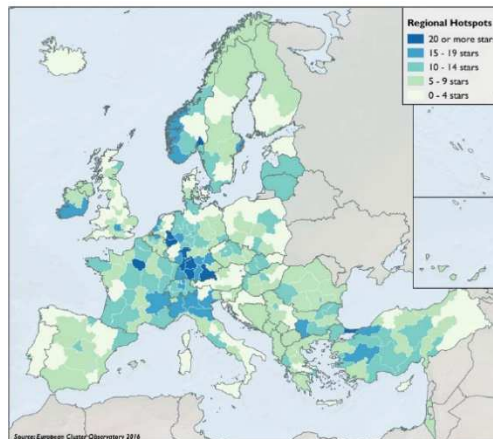 Regional Hotspots
20 or more stars
15 - 19 stars
10 - 14 stars
5 - 9 stars
0 - 4 stars
Source: European Cluster Observatory 2016